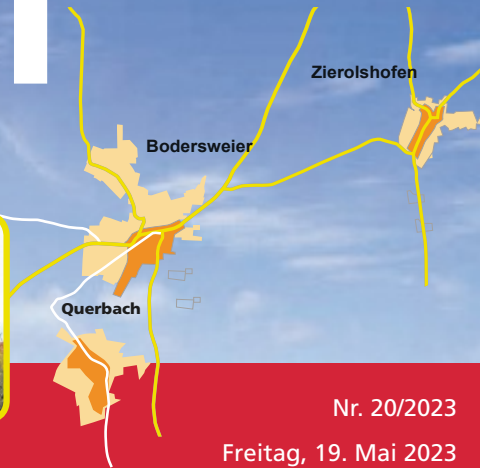 Zierolshofen
Bodersweier
Querbach
Nr. 20/2023
Freitag, 19. Mai 2023